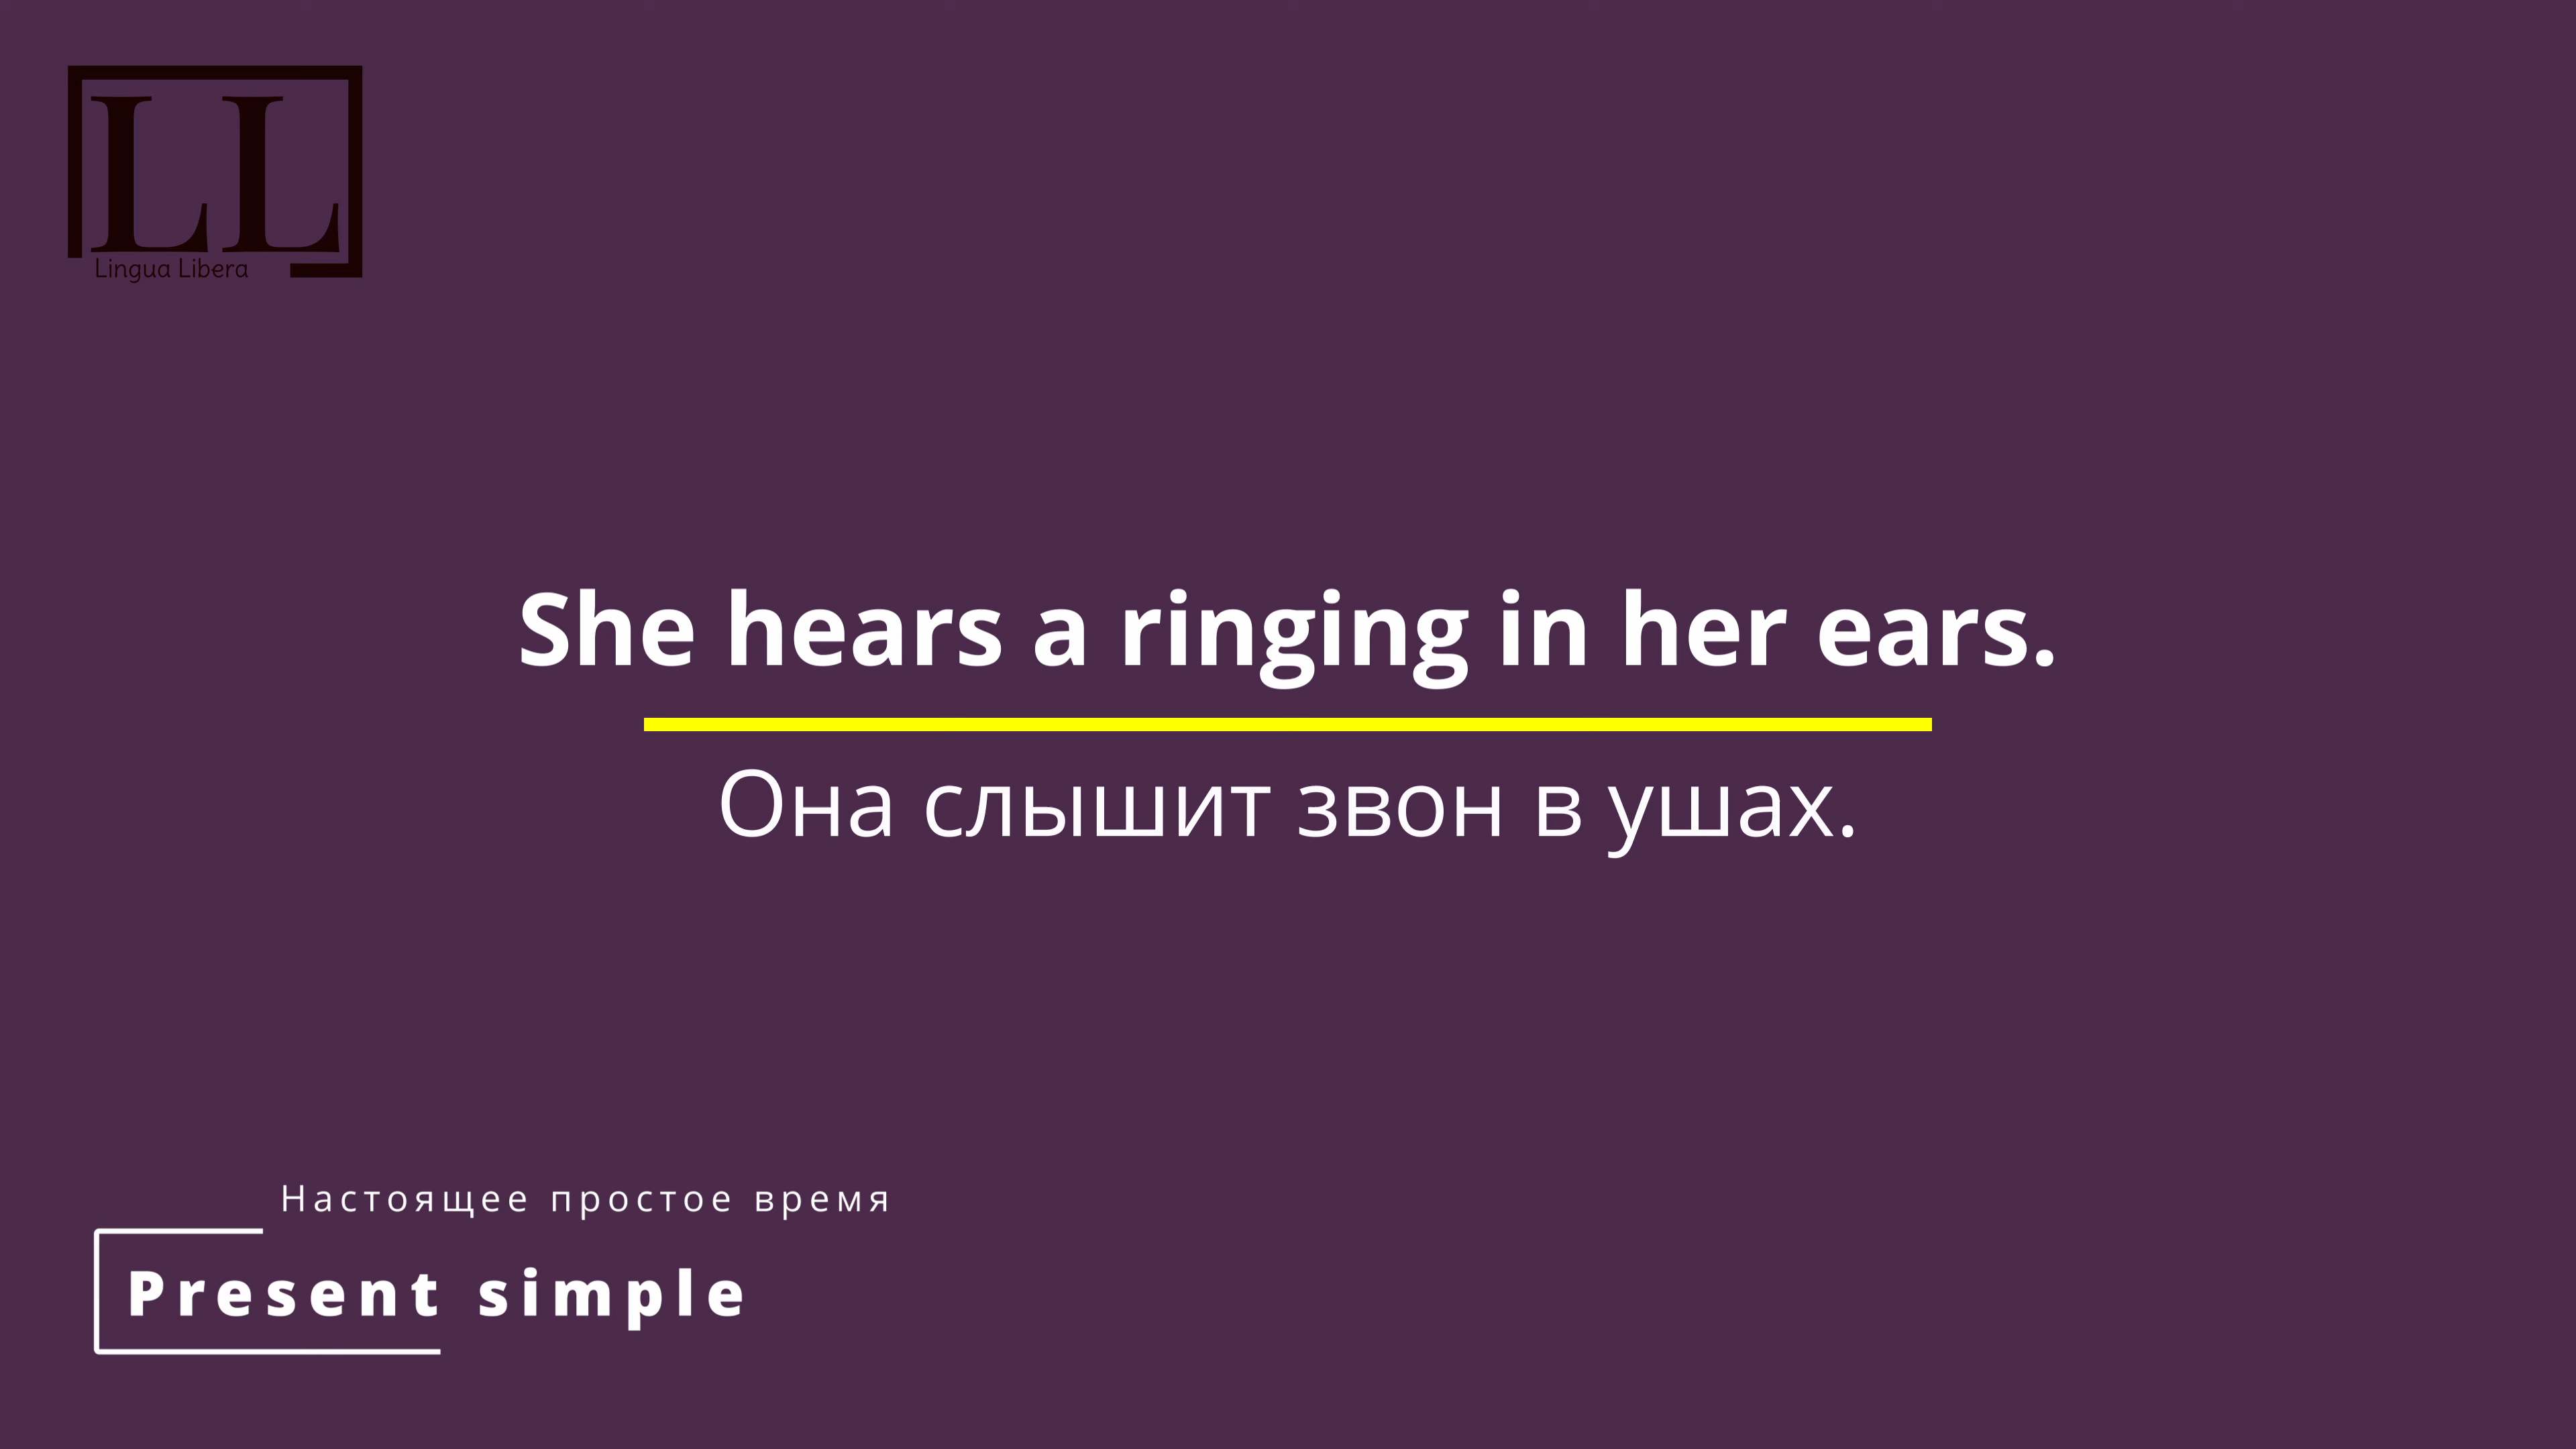 LL
Lingua Libera
She hears a ringing in her ears.
Она слышит звон в ушах.
Настоящее простое время
Present simple